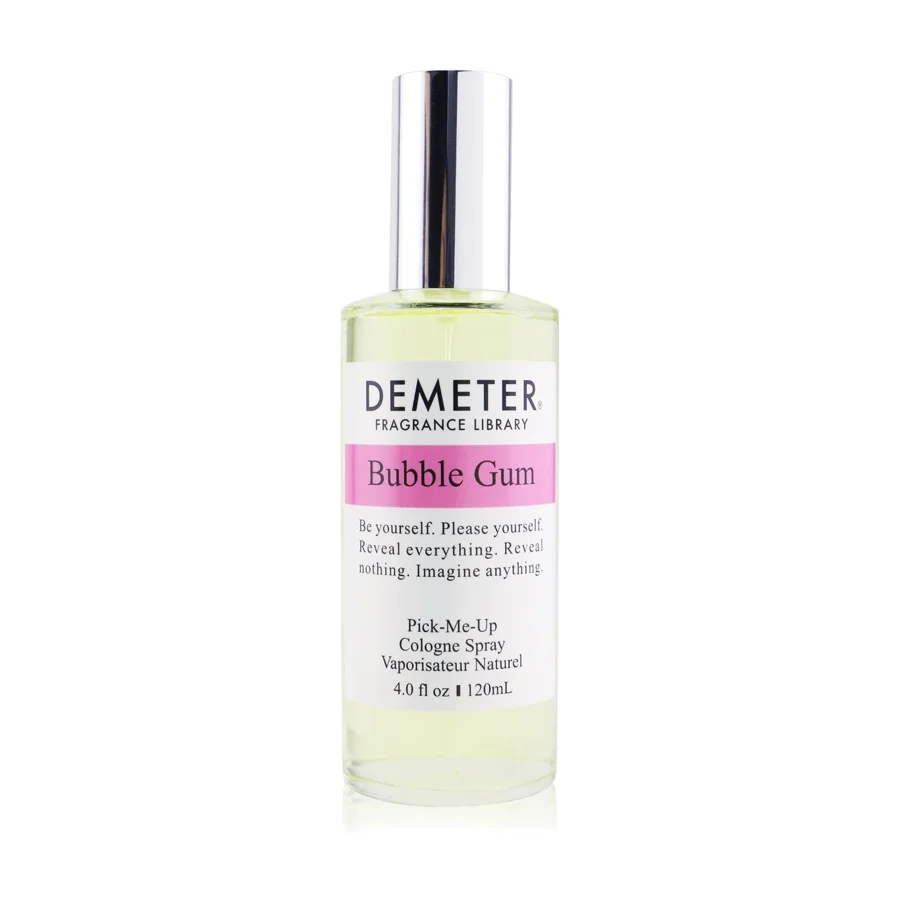 DEMETER®
FRAGRANCE LIBRARY
Bubble Gum
Be yourself. Please yourself.
Reveal everything. Reveal
nothing. Imagine anything.
Pick-Me-Up
Cologne Spray
Vaporisateur Naturel
4.0 fl oz ▮ 120mL